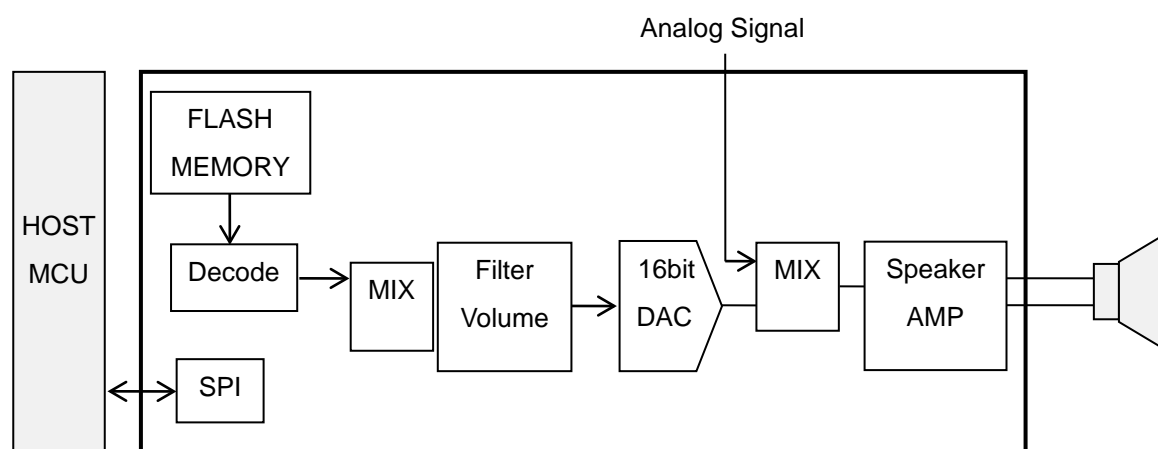 Analog Signal
FLASH
MEMORY
HOST
MCU
Decode
MIX
Filter
Volume
16bit
DAC
MIX
Speaker
AMP
SPI